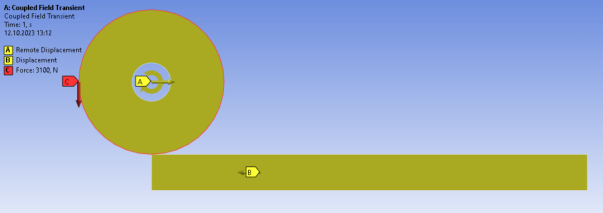 A: Coupled Field Transient
Coupled Field Transient
Time: 1, s
12.10.2023 13:12
A Remote Displacement
B Displacement
C Force: 3100, N
C
A
B